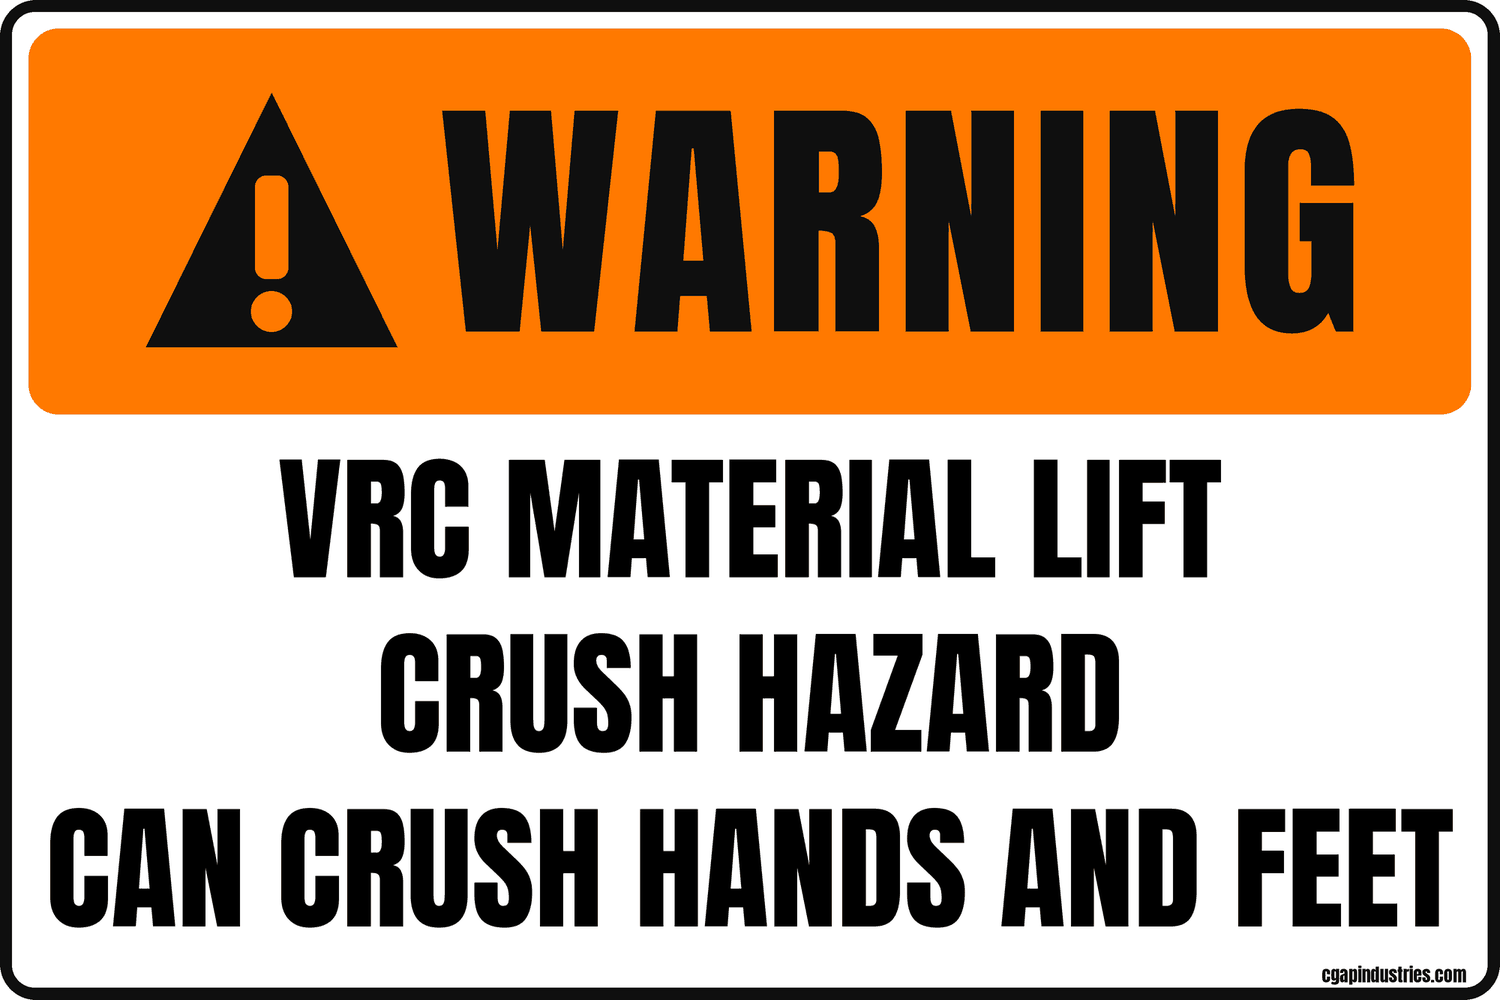 WARNING
VRC MATERIAL LIFT
CRUSH HAZARD
CAN CRUSH HANDS AND FEET
cgapindustries.com